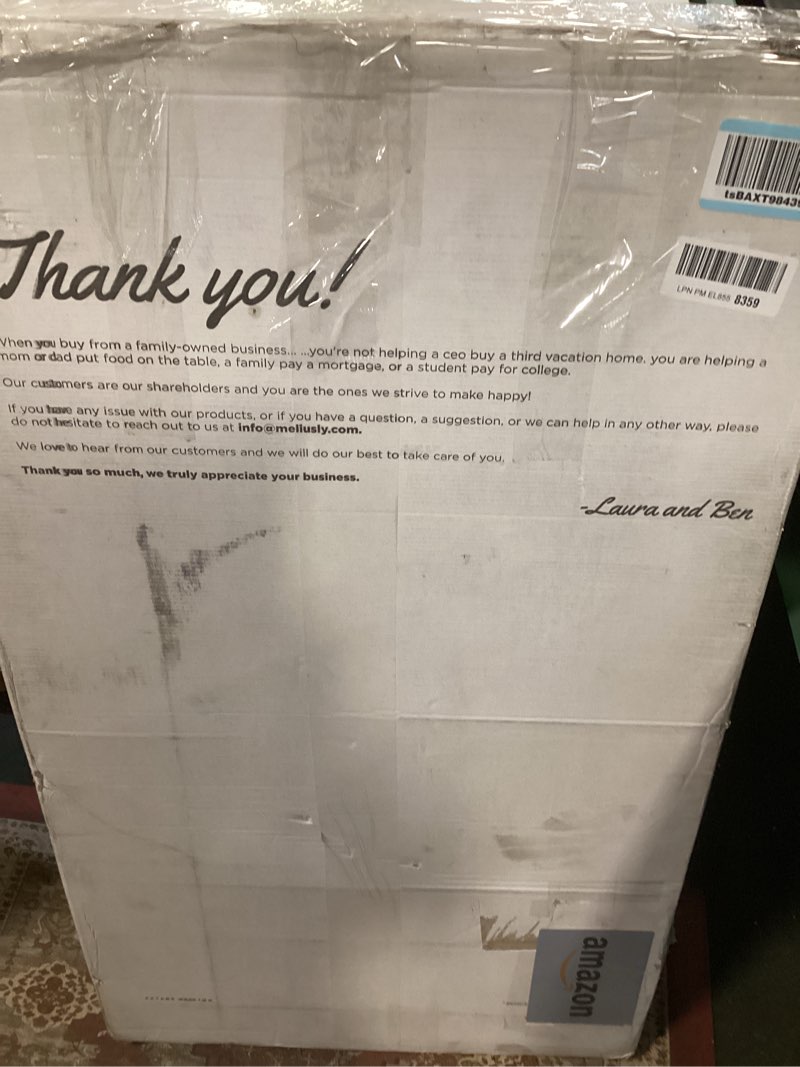 tsBAXT9843
LPN PM EL855 8359
Thank you!
When you buy from a family-owned business... ...you're not helping a ceo buy a third vacation home. you are helping a
mom or dad put food on the table, a family pay a mortgage, or a student pay for college.
Our customers are our shareholders and you are the ones we strive to make happy!
If you have any issue with our products, or if you have a question, a suggestion, or we can help in any other way, please
do not hesitate to reach out to us at info@meliusly.com.
We love to hear from our customers and we will do our best to take care of you.
Thank you so much, we truly appreciate your business.
-Laura and Ben
amazon